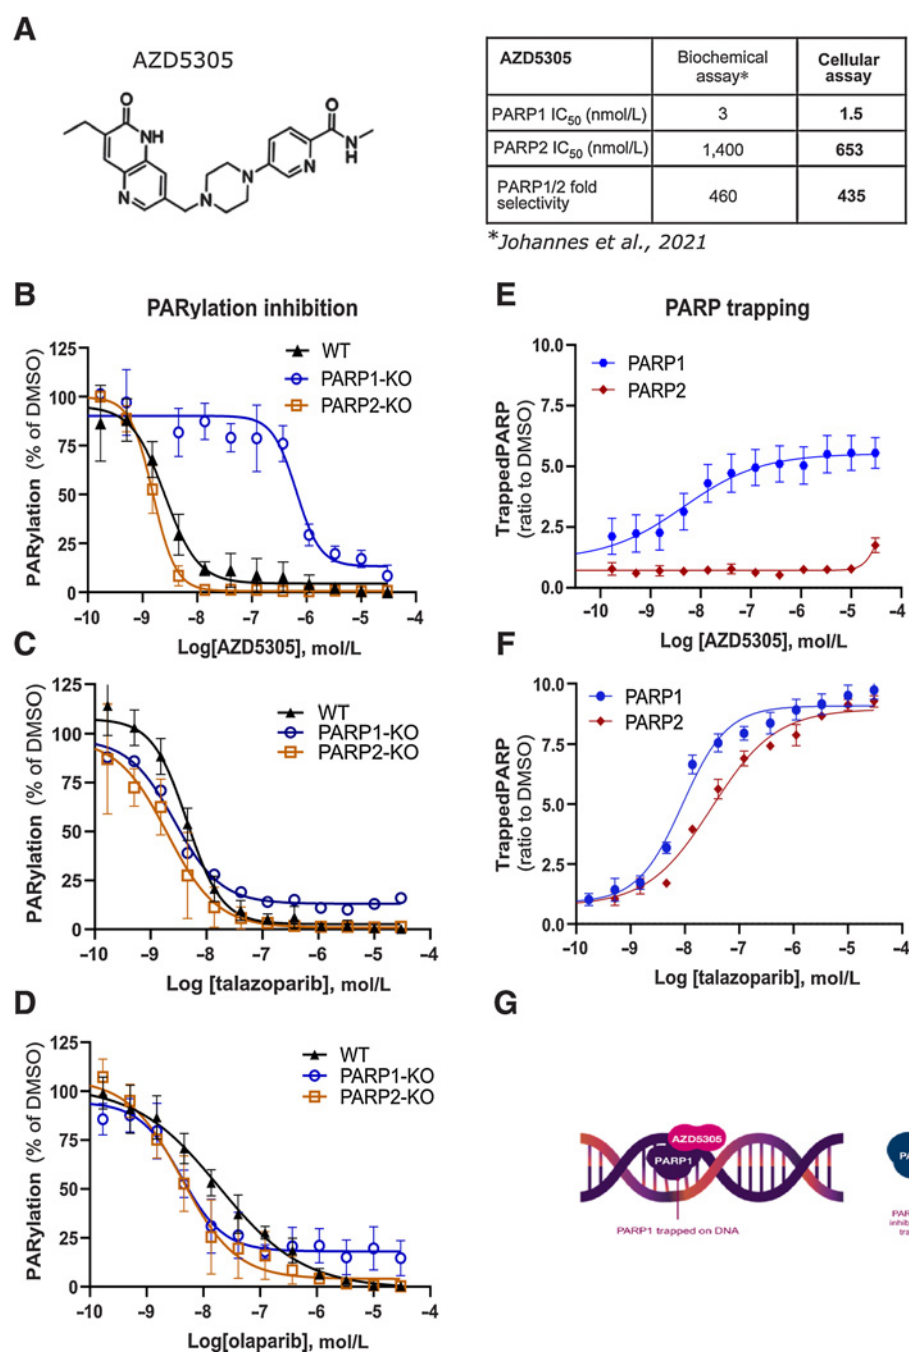 A
AZD5305
O
NH
N
N
N
N
O
N
H
AZD5305
Biochemical
assay*
Cellular
assay
PARP1 IC50 (nmol/L)
3
1.5
PARP2 IC50 (nmol/L)
1,400
653
PARP1/2 fold
selectivity
460
435
*Johannes et al., 2021
B
PARylation inhibition
PARylation (% of DMSO)
125
100
75
50
25
0
WT
PARP1-KO
PARP2-KO
−10 −9 −8 −7 −6 −5 −4
Log[AZD5305], mol/L
E
PARP trapping
TrappedPARP
(ratio to DMSO)
10.0
7.5
5.0
2.5
0.0
PARP1
PARP2
−10 −9 −8 −7 −6 −5 −4
Log [AZD5305], mol/L
C
PARylation (% of DMSO)
125
100
75
50
25
0
WT
PARP1-KO
PARP2-KO
−10 −9 −8 −7 −6 −5 −4
Log [talazoparib], mol/L
F
TrappedPARP
(ratio to DMSO)
10.0
7.5
5.0
2.5
0.0
PARP1
PARP2
−10 −9 −8 −7 −6 −5 −4
Log [talazoparib], mol/L
D
PARylation (% of DMSO)
125
100
75
50
25
0
WT
PARP1-KO
PARP2-KO
−10 −9 −8 −7 −6 −5 −4
Log[olaparib], mol/L
G
AZD5305
PARP1
PARP1 trapped on DNA
PA
PAR
inhib
tra